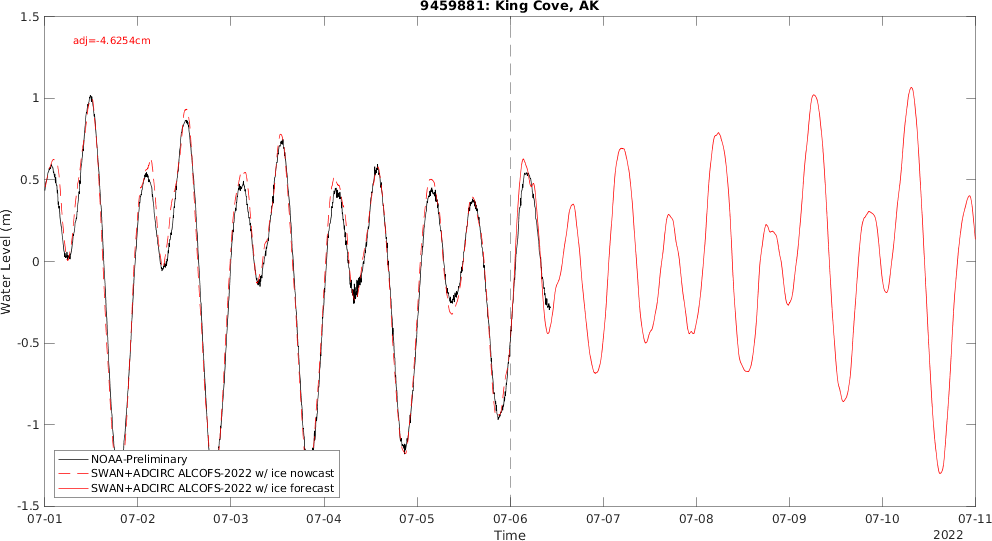 9459881: King Cove, AK
adj=-4.6254cm
Water Level (m)
1.5
1
0.5
0
-0.5
-1
-1.5
NOAA-Preliminary
SWAN+ADCIRC ALCOFS-2022 w/ ice nowcast
SWAN+ADCIRC ALCOFS-2022 w/ ice forecast
07-01 07-02 07-03 07-04 07-05 07-06 07-07 07-08 07-09 07-10 07-11
Time
2022